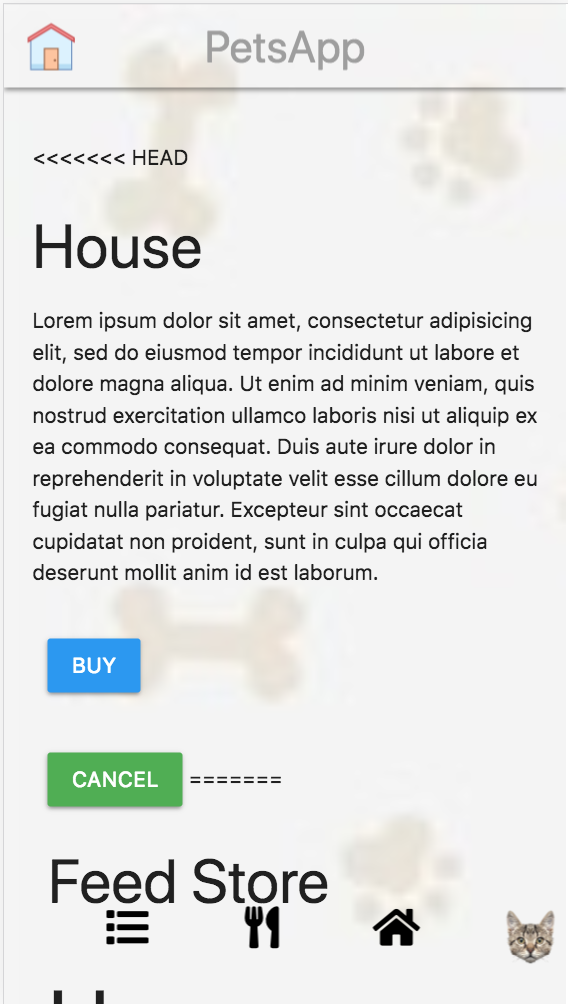 PetsApp
<<<<<<< HEAD
House
Lorem ipsum dolor sit amet, consectetur adipisicing
elit, sed do eiusmod tempor incididunt ut labore et
dolore magna aliqua. Ut enim ad minim veniam, quis
nostrud exercitation ullamco laboris nisi ut aliquip ex
ea commodo consequat. Duis aute irure dolor in
reprehenderit in voluptate velit esse cillum dolore eu
fugiat nulla pariatur. Excepteur sint occaecat
cupidatat non proident, sunt in culpa qui officia
deserunt mollit anim id est laborum.
BUY
CANCEL =======
Feed Store